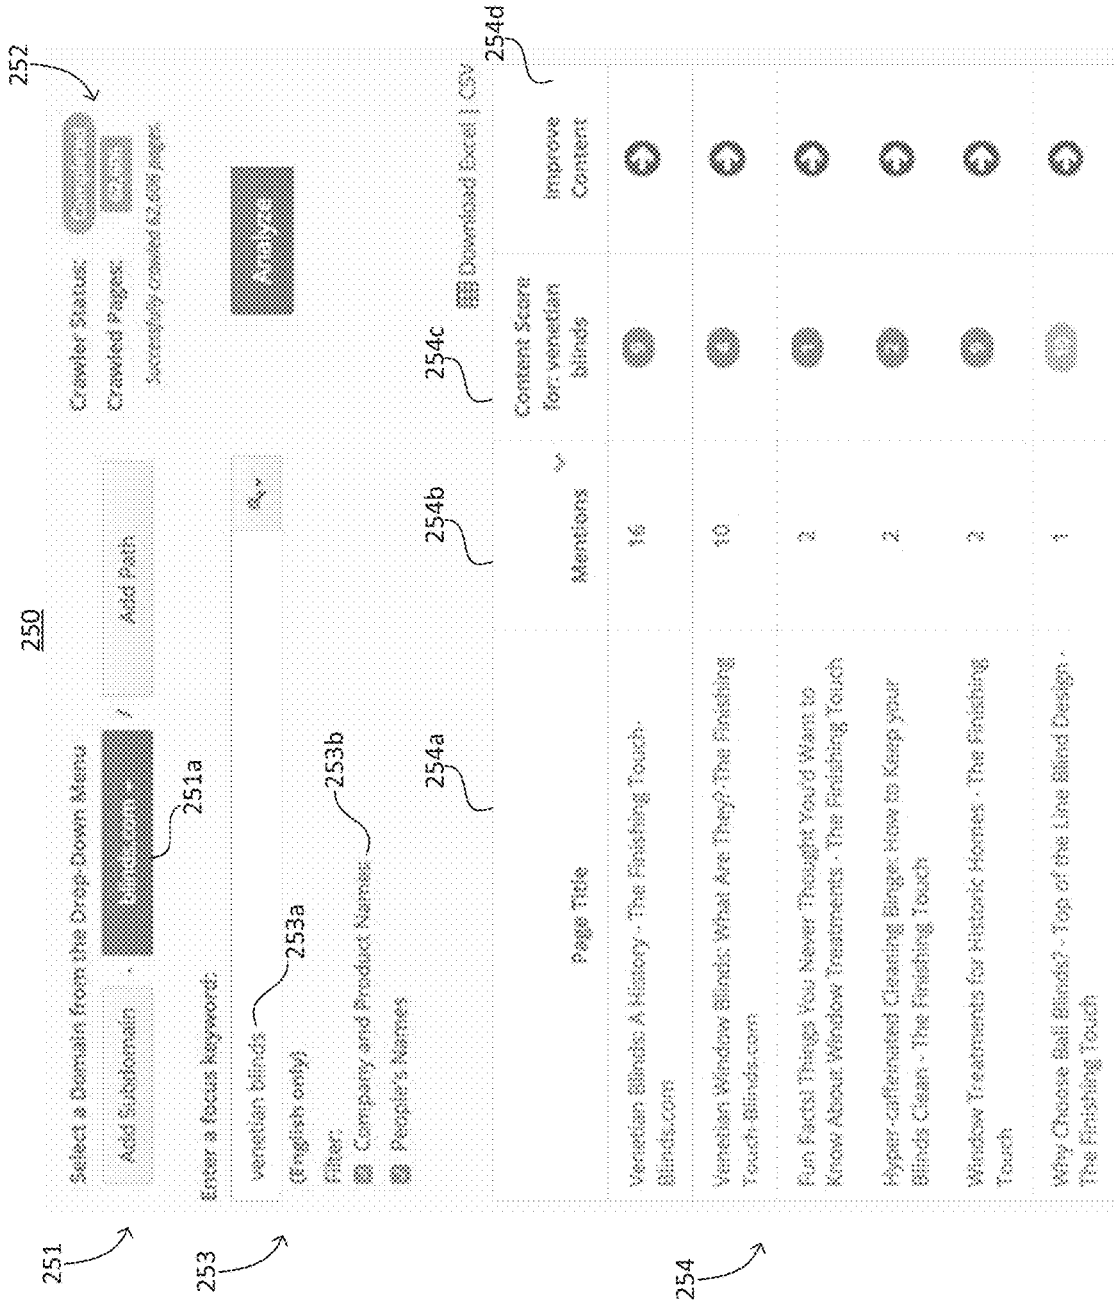 250
251
Select a Domain from the Drop-Down Menu
Add Subdomain . / Add Path
251a
252
Crawler Status:
Crawled Pages:
Successfully crawled pages
253
Enter a focus keyword:
venetian blinds
253a
Analyze
(English only)
Filter:
Company and Product Names
253b
People's Names
Download Excel | CSV
254
254a
254b
254c
254d
Page Title
Mentions
Content Score
for: venetian
blinds
Improve
Content
Venetian Blinds: A History - The Finishing Touch -
Blinds.com
16
Venetian Window Blinds: What Are They? - The Finishing
Touch - Blinds.com
10
Fun Facts! Things You Never Thought You'd Want to
Know About Window Treatments - The Finishing Touch
2
Hyper-caffeinated Cleaning Binge: How to Keep your
Blinds Clean - The Finishing Touch
2
Window Treatments for Historic Homes - The Finishing
Touch
2
Why Choose Bali Blinds? - Top of the Line Blind Design -
The Finishing Touch
1